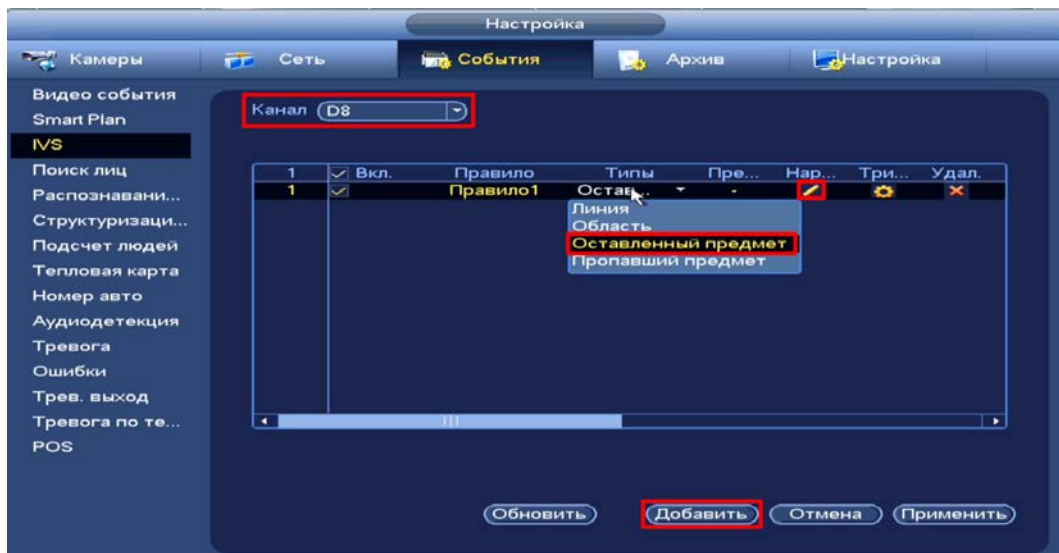 Настройка
Камеры Сеть События Архив Настройка
Видео события
Smart Plan
IVS
Поиск лиц
Распознавани...
Структуризаци...
Подсчет людей
Тепловая карта
Номер авто
Аудиодетекция
Тревога
Ошибки
Трев. выход
Тревога по те...
POS
Канал D8
1 Вкл. Правило Типы Пре... Нар... Три... Удал.
1 Правило1 Остав... -
Линия
Область
Оставленный предмет
Пропавший предмет
Обновить Добавить Отмена Применить